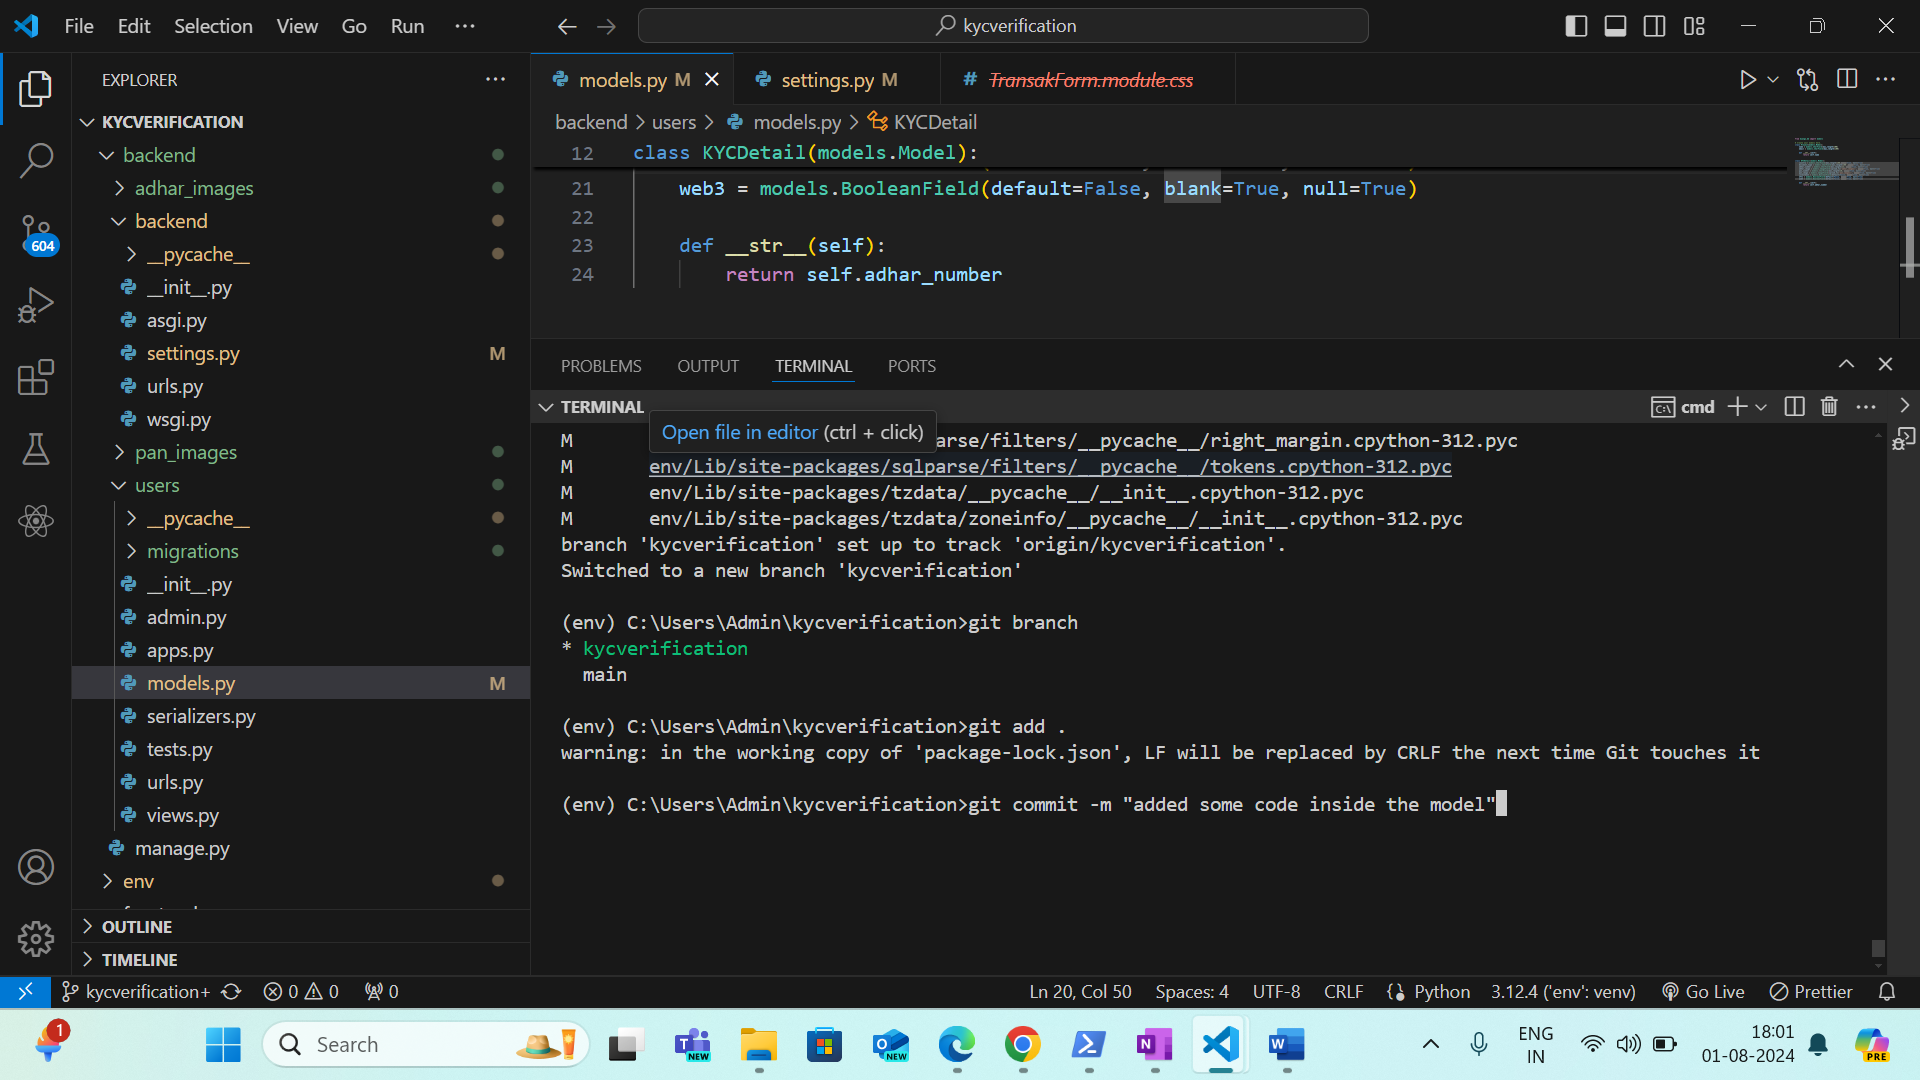 File Edit Selection View Go Run ...
kycverification
EXPLORER
KYCVERIFICATION
backend
adhar_images
backend
__pycache__
__init__.py
asgi.py
settings.py M
urls.py
wsgi.py
pan_images
users
__pycache__
migrations
__init__.py
admin.py
apps.py
models.py M
serializers.py
tests.py
urls.py
views.py
manage.py
env
OUTLINE
TIMELINE
models.py M
settings.py M
# TransakForm.module.css
backend > users > models.py > KYCDetail
12 class KYCDetail(models.Model):
21 web3 = models.BooleanField(default=False, blank=True, null=True)
22
23 def __str__(self):
24 return self.adhar_number
PROBLEMS OUTPUT TERMINAL PORTS
TERMINAL
cmd
Open file in editor (ctrl + click)
M arse/filters/__pycache__/right_margin.cpython-312.pyc
M env/Lib/site-packages/sqlparse/filters/__pycache__/tokens.cpython-312.pyc
M env/Lib/site-packages/tzdata/__pycache__/__init__.cpython-312.pyc
M env/Lib/site-packages/tzdata/zoneinfo/__pycache__/__init__.cpython-312.pyc
branch 'kycverification' set up to track 'origin/kycverification'.
Switched to a new branch 'kycverification'
(env) C:\Users\Admin\kycverification>git branch
* kycverification
main
(env) C:\Users\Admin\kycverification>git add .
warning: in the working copy of 'package-lock.json', LF will be replaced by CRLF the next time Git touches it
(env) C:\Users\Admin\kycverification>git commit -m "added some code inside the model"
604
kycverification+ 0 0 0
Ln 20, Col 50 Spaces: 4 UTF-8 CRLF Python 3.12.4 ('env': venv) Go Live Prettier
1
Search
NEW
NEW
ENG
IN
18:01
01-08-2024
PRE